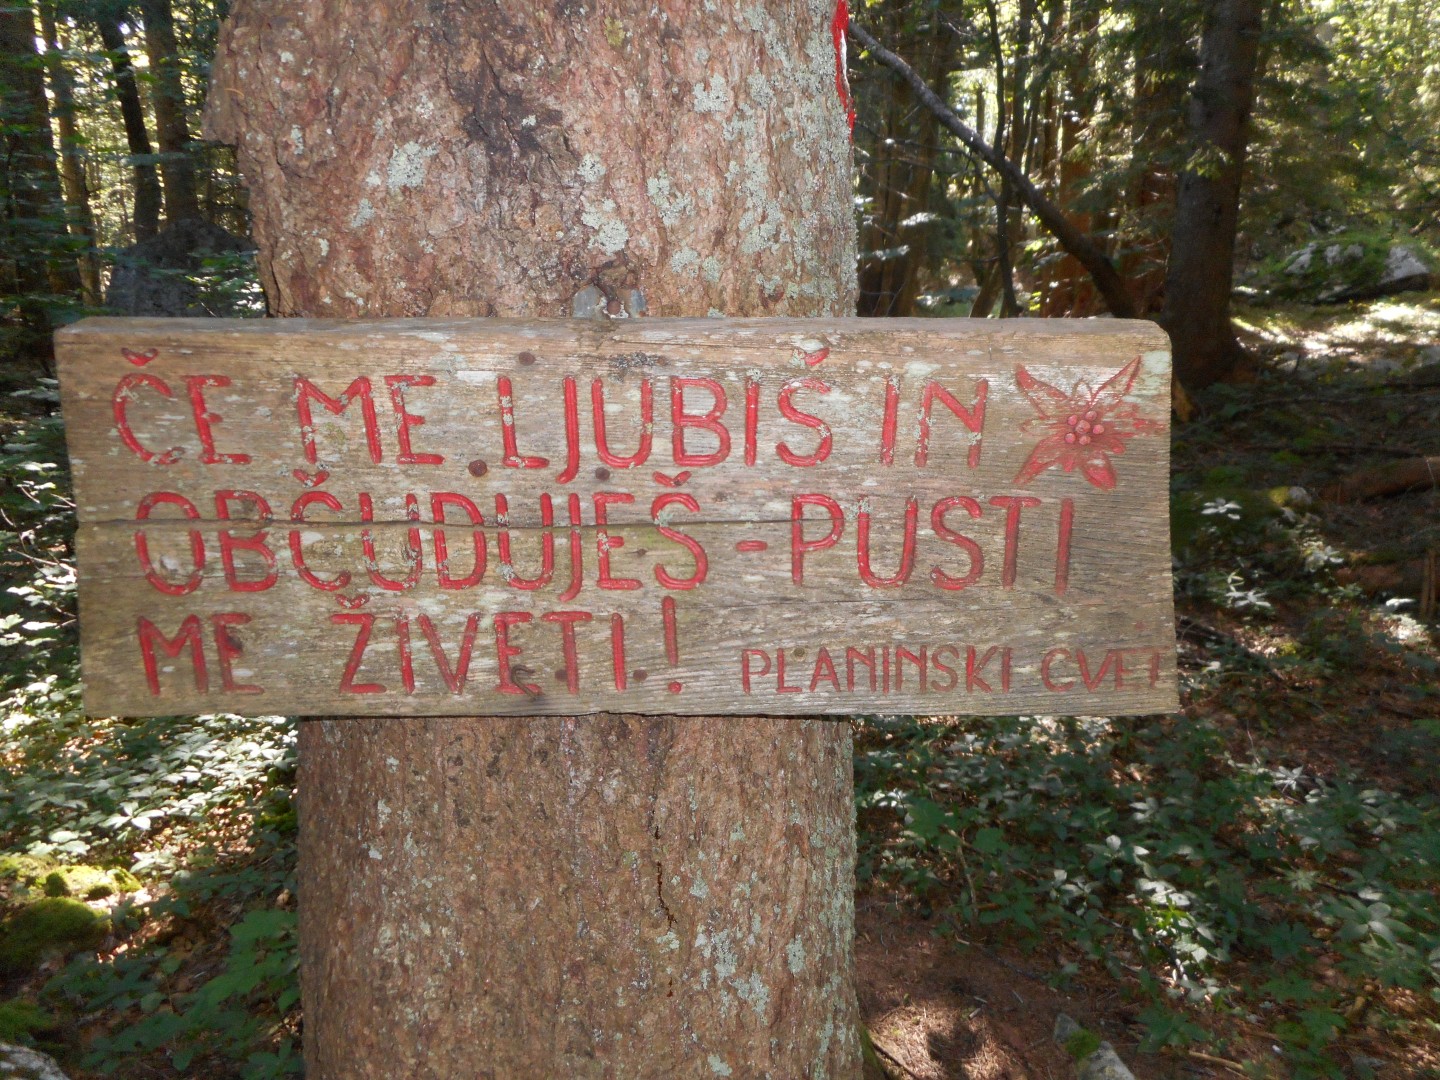 ČE ME LJUBIŠ IN
OBČUDUJEŠ - PUSTI
ME ŽIVETI!
PLANINSKI CVET